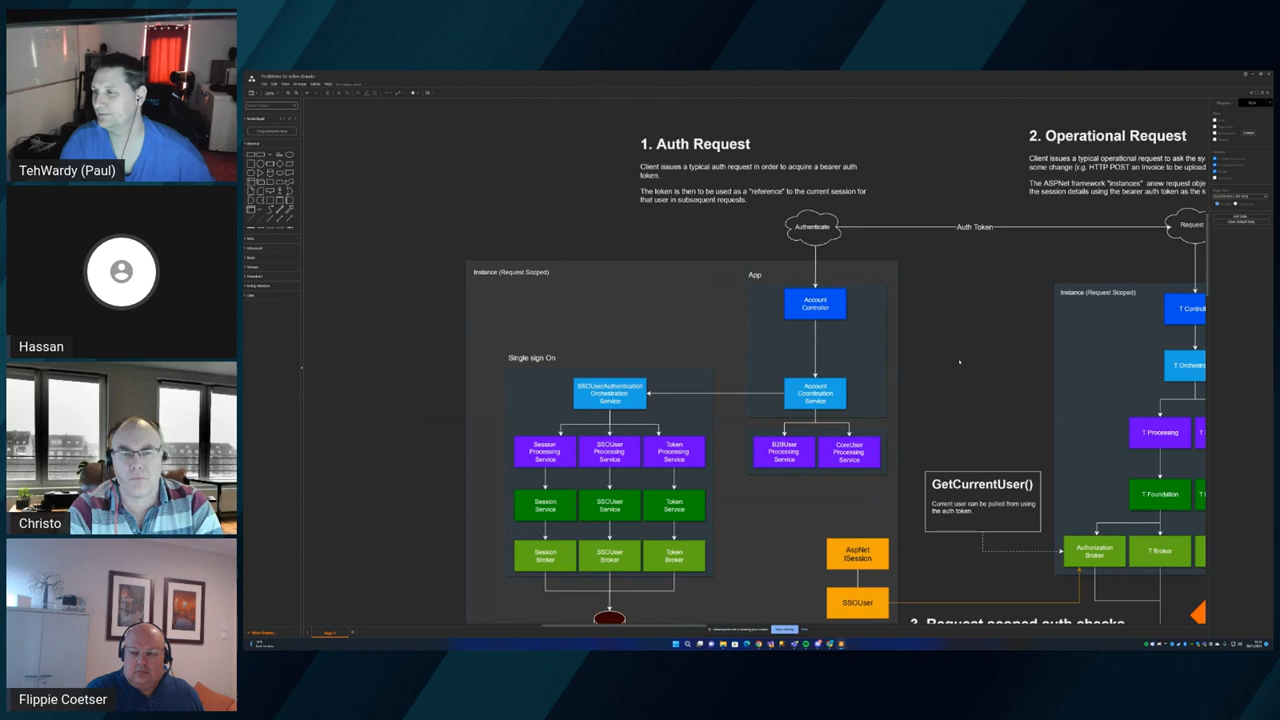 TehWardy (Paul)
Hassan
Christo
Flippie Coetser
1. Auth Request
Client issues a typical auth request in order to acquire a bearer auth
token.
The token is then to be used as a "reference" to the current session for
that user in subsequent requests.
2. Operational Request
Client issues a typical operational request to ask the sy
some change (e.g. HTTP POST an Invoice to be upload
The ASPNet framework "instances" anew request obje
the session details using the bearer auth token as the k
Authenticate
Auth Token
Request
Instance (Request Scoped)
App
Account
Controller
Single sign On
SSOUserAuthentication
Orchestration
Service
Account
Coordination
Service
Session
Processing
Service
SSOUser
Processing
Service
Token
Processing
Service
B2BUser
Processing
Service
CoreUser
Processing
Service
Session
Service
SSOUser
Service
Token
Service
Session
Broker
SSOUser
Broker
Token
Broker
AspNet
ISession
SSOUser
GetCurrentUser()
Current user can be pulled from using
the auth token.
Instance (Request Scoped)
T Control
T Orchestra
T Processing
T Foundation
Authorization
Broker
T Broker
3. Request scoped auth checks